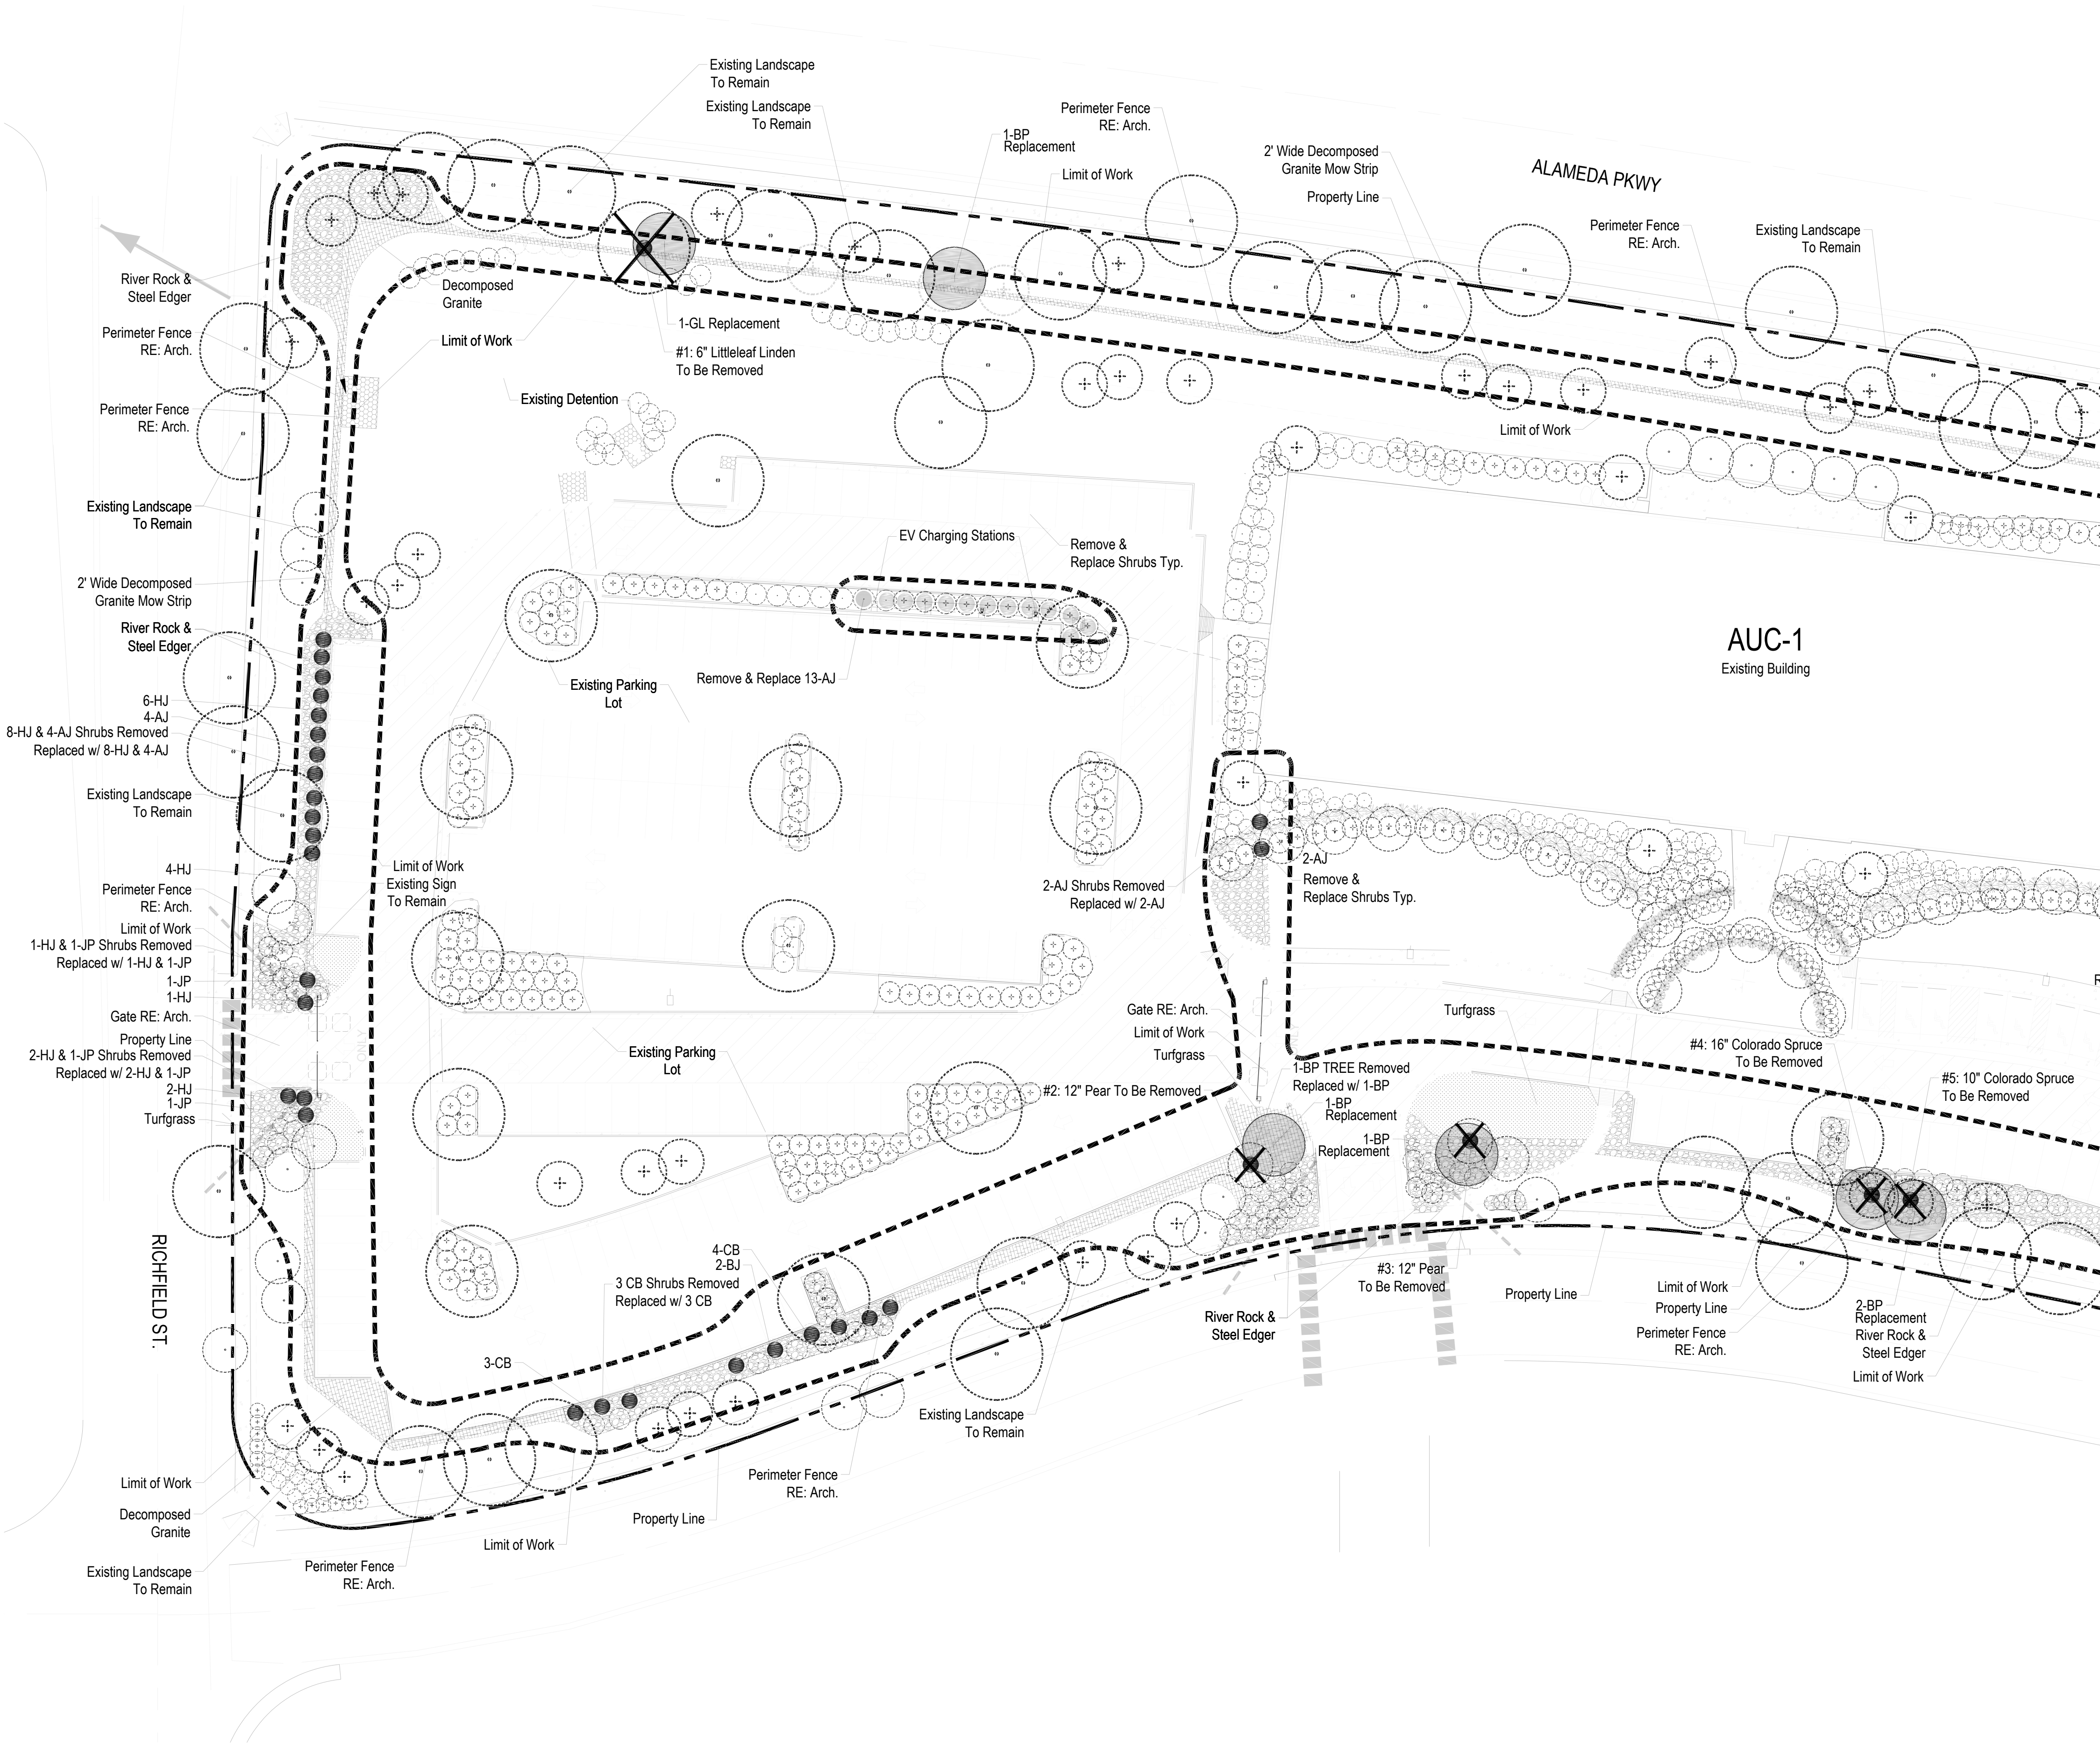 Existing Landscape
To Remain
Existing Landscape
To Remain
Perimeter Fence
RE: Arch.
1-BP
Replacement
Limit of Work
2' Wide Decomposed
Granite Mow Strip
Property Line
ALAMEDA PKWY
Perimeter Fence
RE: Arch.
Existing Landscape
To Remain
River Rock &
Steel Edger
Decomposed
Granite
Perimeter Fence
RE: Arch.
Limit of Work
1-GL Replacement
#1: 6" Littleleaf Linden
To Be Removed
Perimeter Fence
RE: Arch.
Existing Detention
Limit of Work
Existing Landscape
To Remain
EV Charging Stations
Remove &
Replace Shrubs Typ.
2' Wide Decomposed
Granite Mow Strip
River Rock &
Steel Edger
AUC-1
Existing Building
Existing Parking
Lot
Remove & Replace 13-AJ
6-HJ
4-AJ
8-HJ & 4-AJ Shrubs Removed
Replaced w/ 8-HJ & 4-AJ
Existing Landscape
To Remain
4-HJ
Limit of Work
Existing Sign
To Remain
2-AJ
Remove &
Replace Shrubs Typ.
2-AJ Shrubs Removed
Replaced w/ 2-AJ
Perimeter Fence
RE: Arch.
Limit of Work
1-HJ & 1-JP Shrubs Removed
Replaced w/ 1-HJ & 1-JP
1-JP
1-HJ
Gate RE: Arch.
Property Line
2-HJ & 1-JP Shrubs Removed
Replaced w/ 2-HJ & 1-JP
2-HJ
1-JP
Turfgrass
Existing Parking
Lot
Gate RE: Arch.
Limit of Work
Turfgrass
Turfgrass
#2: 12" Pear To Be Removed
1-BP TREE Removed
Replaced w/ 1-BP
1-BP
Replacement
1-BP
Replacement
#4: 16" Colorado Spruce
To Be Removed
#5: 10" Colorado Spruce
To Be Removed
RICHFIELD ST.
4-CB
2-BJ
3 CB Shrubs Removed
Replaced w/ 3 CB
3-CB
#3: 12" Pear
To Be Removed
River Rock &
Steel Edger
Property Line
Limit of Work
Property Line
Perimeter Fence
RE: Arch.
2-BP
Replacement
River Rock &
Steel Edger
Limit of Work
Existing Landscape
To Remain
Perimeter Fence
RE: Arch.
Property Line
Limit of Work
Limit of Work
Decomposed
Granite
Existing Landscape
To Remain
Perimeter Fence
RE: Arch.